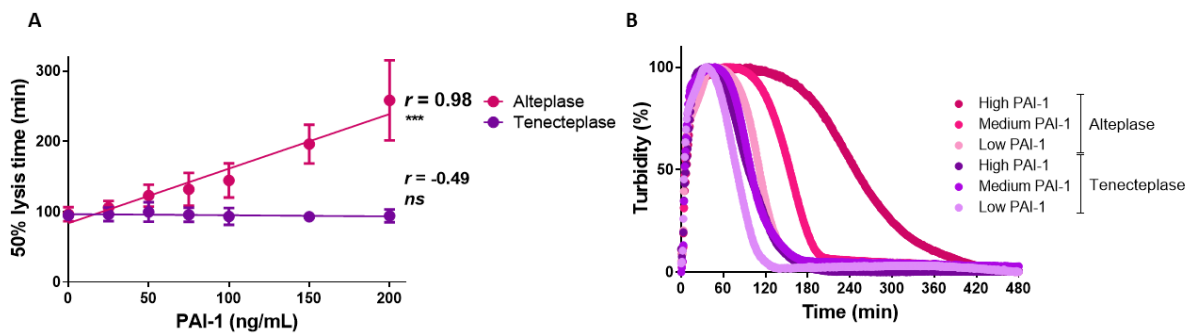 A
50% lysis time (min)
300
200
100
0
0
50
100
150
200
PAI-1 (ng/mL)
r = 0.98
***
r = -0.49
ns
Alteplase
Tenecteplase
B
Turbidity (%)
100
50
0
0
60
120
180
240
300
360
420
480
Time (min)
High PAI-1
Medium PAI-1
Low PAI-1
Alteplase
High PAI-1
Medium PAI-1
Low PAI-1
Tenecteplase